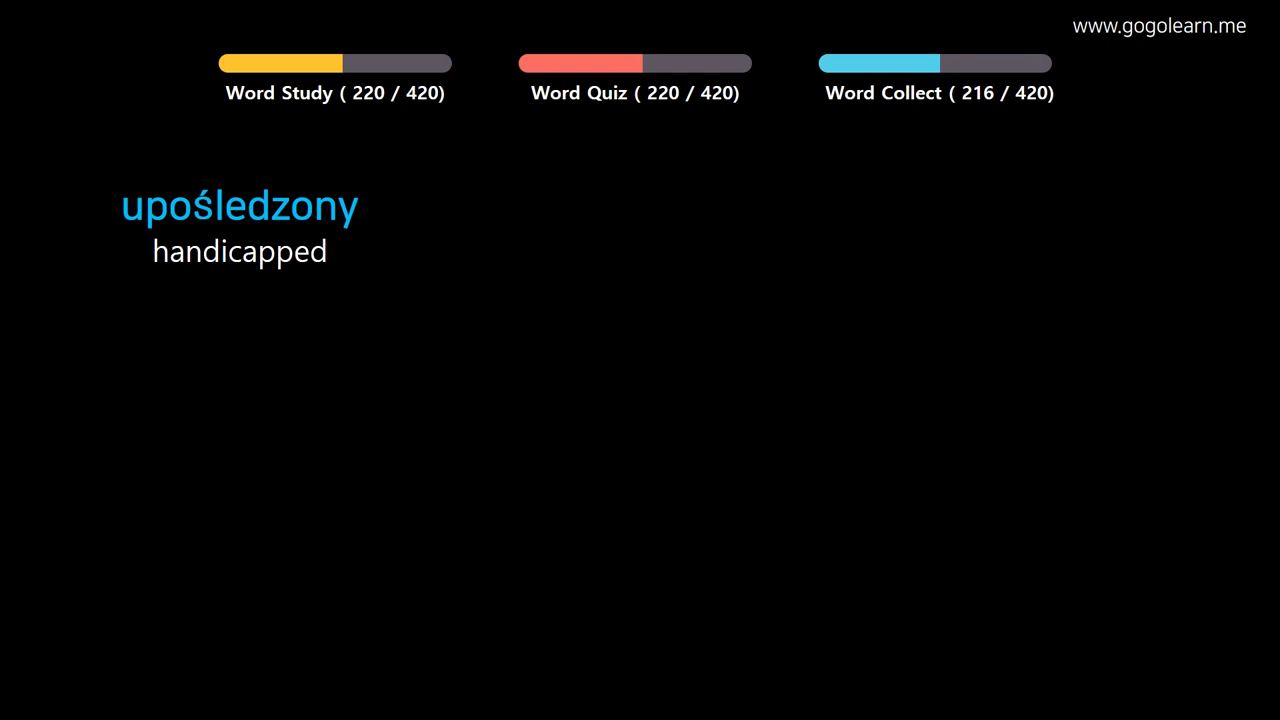 www.gogolearn.me
Word Study ( 220 / 420)
Word Quiz ( 220 / 420)
Word Collect ( 216 / 420)
upośledzony
handicapped